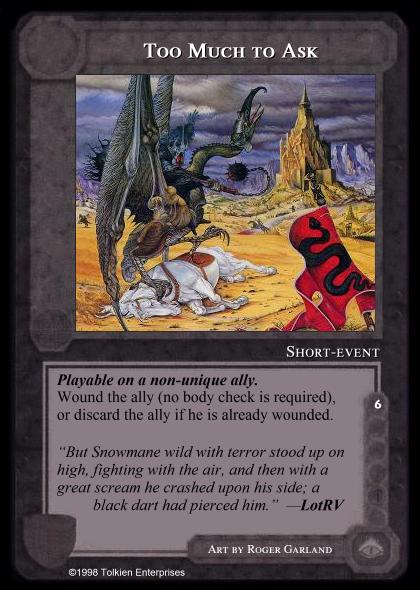 Too Much to Ask
Short-event
Playable on a non-unique ally.
Wound the ally (no body check is required),
or discard the ally if he is already wounded.
6
“But Snowmane wild with terror stood up on
high, fighting with the air, and then with a
great scream he crashed upon his side; a
black dart had pierced him.” —LotRV
Art by Roger Garland
©1998 Tolkien Enterprises